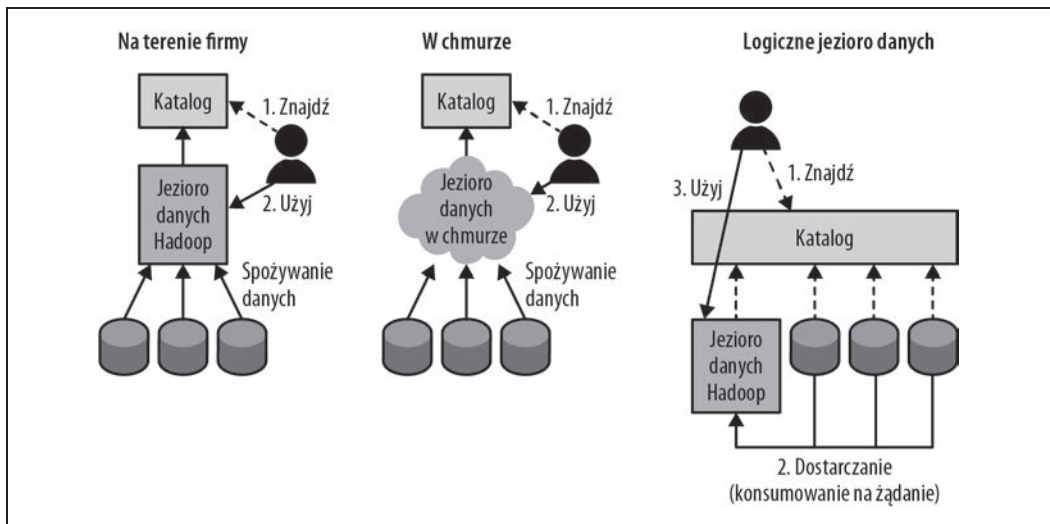 Na terenie firmy
Katalog
1. Znajdź
Jezioro
danych
Hadoop
2. Użyj
Spożywanie
danych
W chmurze
Katalog
1. Znajdź
Jezioro
danych
w chmurze
2. Użyj
Spożywanie
danych
Logiczne jezioro danych
1. Znajdź
3. Użyj
Katalog
Jezioro
danych
Hadoop
2. Dostarczanie
(konsumowanie na żądanie)